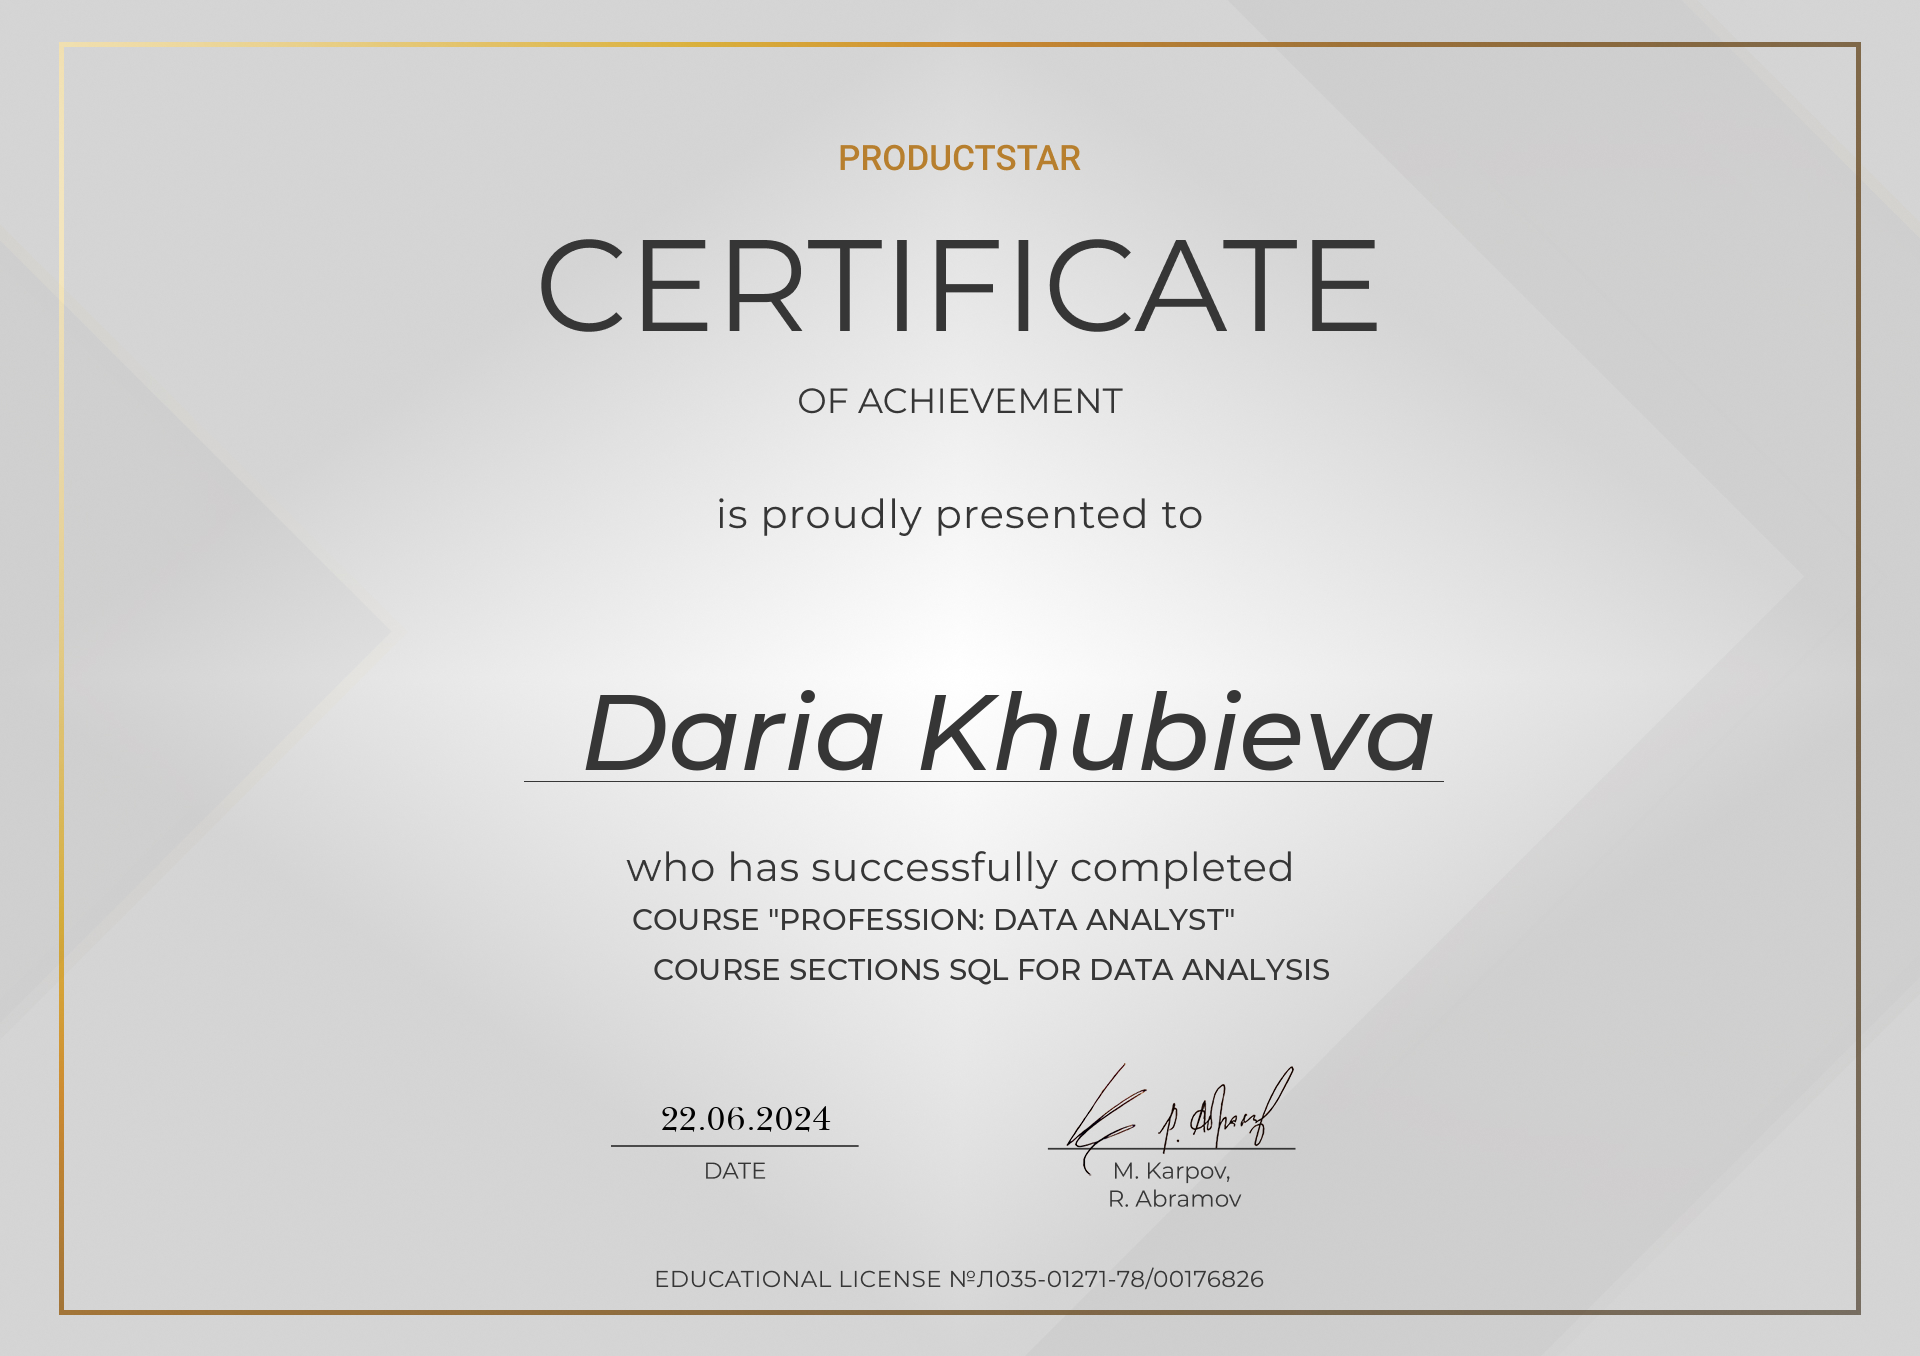 PRODUCTSTAR
CERTIFICATE
OF ACHIEVEMENT
is proudly presented to
Daria Khubieva
who has successfully completed
COURSE "PROFESSION: DATA ANALYST"
COURSE SECTIONS SQL FOR DATA ANALYSIS
22.06.2024
DATE
M. Karpov,
R. Abramov
EDUCATIONAL LICENSE №Л035-01271-78/00176826